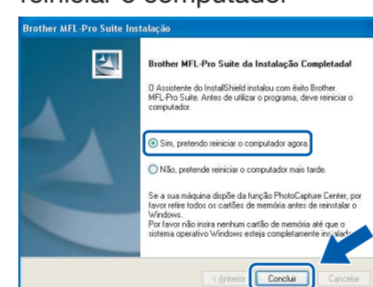 reiniciar o computador
Brother MFL-Pro Suite Instalação
Brother MFL-Pro Suite da Instalação Completada!
O Assistente do InstallShield instalou com êxito Brother
MFL-Pro Suite. Antes de utilizar o programa, deve reiniciar o
computador.
Sim, pretendo reiniciar o computador agora.
Não, pretende reiniciar o computador mais tarde.
Se a sua máquina dispõe da função PhotoCapture Center, por
favor retire todos os cartões de memória antes de reinstalar o
Windows.
Por favor não insira nenhum cartão de memória até que o
sistema operativo Windows esteja completamente instalado.
< Anterior Concluir Cancelar